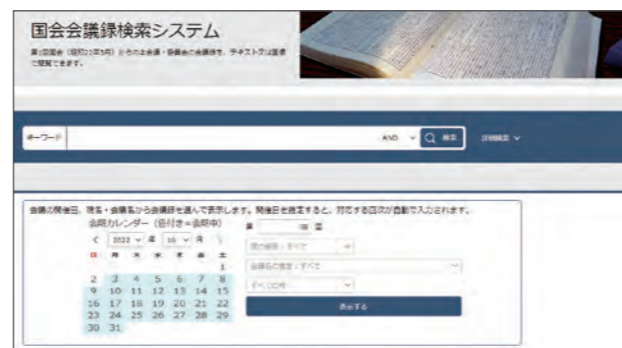 国会会議録検索システム
第1回国会（昭和22年5月）からの本会議・委員会の会議録を、テキスト又は画像
で閲覧できます。
キーワード AND 検索 詳細検索
会議の開催日、院名・会議名から会議録を選んで表示します。開催日を指定すると、対応する回次が自動で入力されます。
会期カレンダー（色付き＝会期中） 第 回
2022 年 10 月
日 月 火 水 木 金 土
1
2 3 4 5 6 7 8
9 10 11 12 13 14 15
16 17 18 19 20 21 22
23 24 25 26 27 28 29
30 31
会議名の指定：すべて
すべての号
表示する